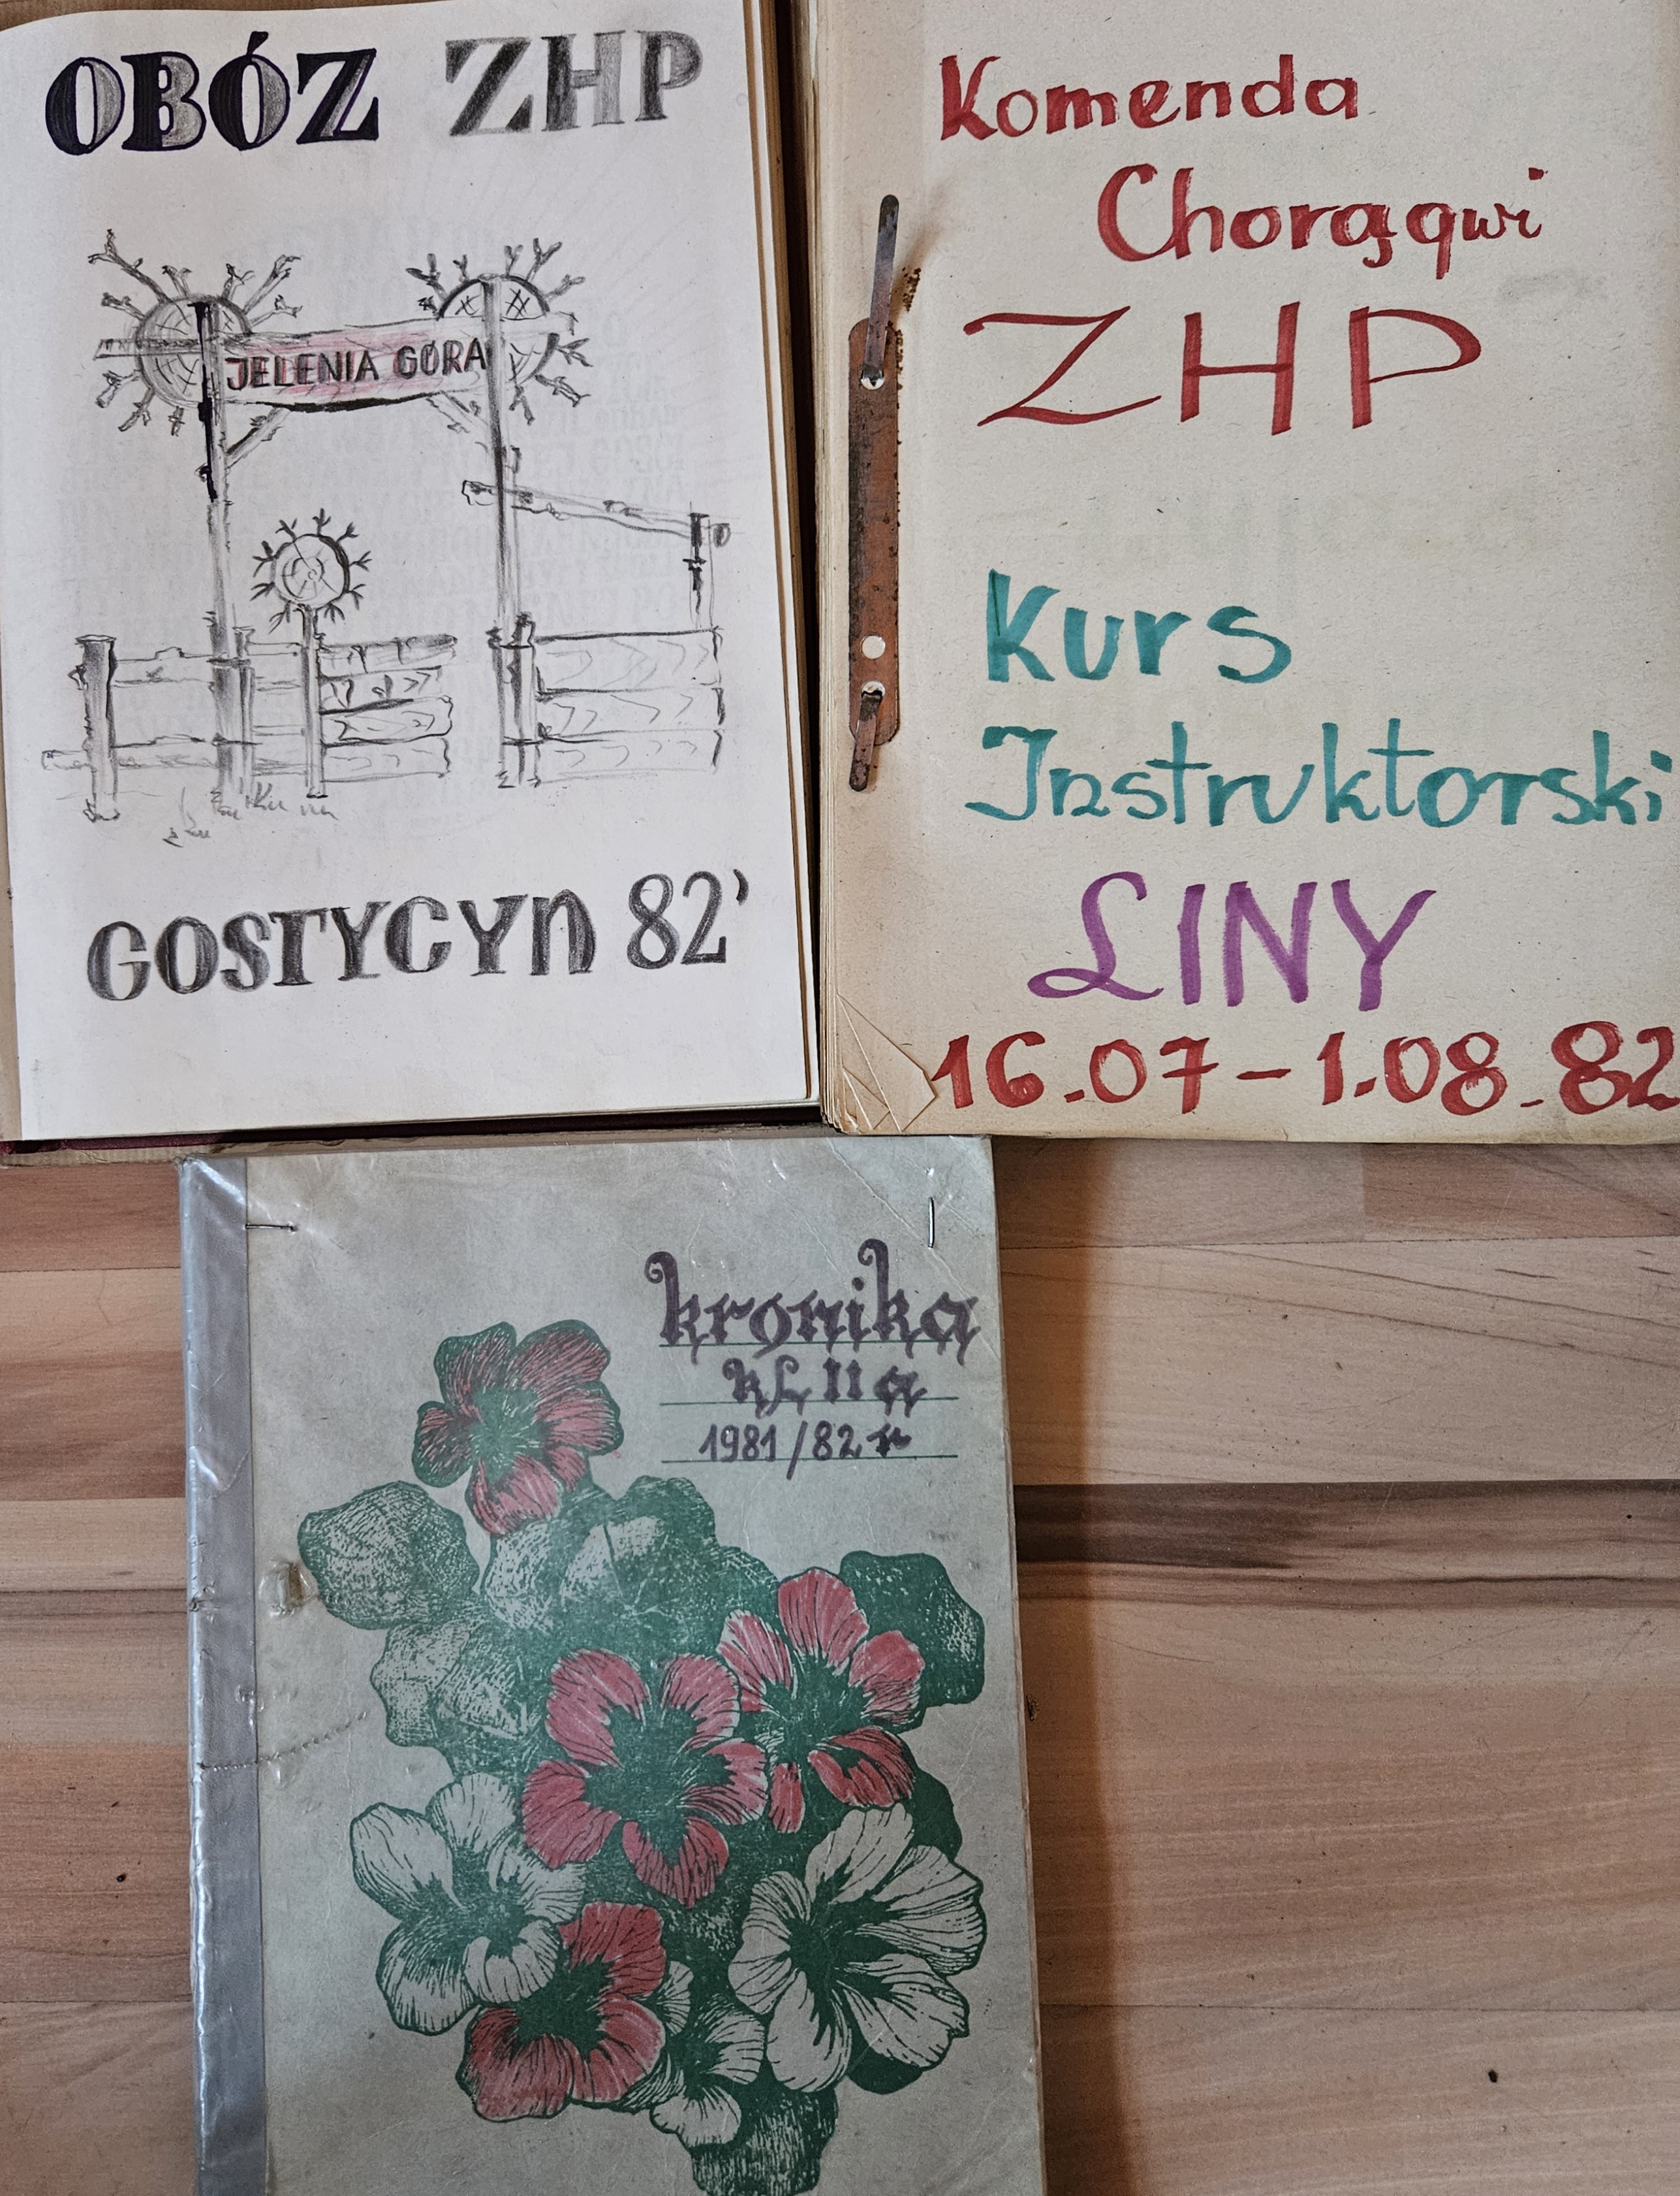 OBÓZ ZHP
JELENIA GÓRA
GOSTYCYN 82'
Komenda
Chorągwi
ZHP
Kurs
Instruktorski
LINY
16.07-1.08.82
kronika
kl IIa
1981/82 r